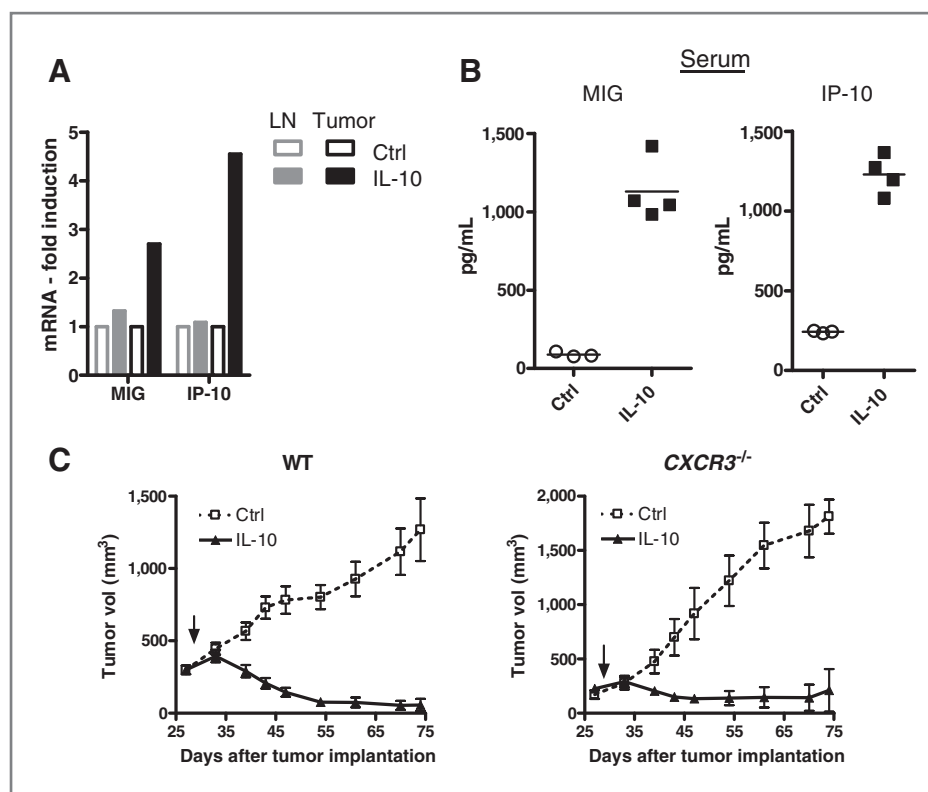 A
mRNA - fold induction
5
4
3
2
1
0
MIG IP-10
LN Tumor
Ctrl
IL-10
B
Serum
MIG
pg/mL
1,500
1,000
500
0
Ctrl
IL-10
IP-10
pg/mL
1,500
1,000
500
0
Ctrl
IL-10
C
WT
Tumor vol (mm³)
1,500
1,000
500
0
Ctrl
IL-10
25 35 45 55 65 75
Days after tumor implantation
CXCR3-/-
Tumor vol (mm³)
2,000
1,500
1,000
500
0
Ctrl
IL-10
25 35 45 55 65 75
Days after tumor implantation